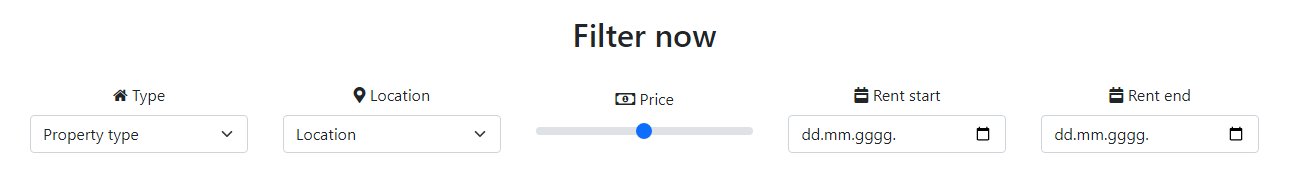 Filter now
Type
Location
Price
Rent start
Rent end
Property type
Location
dd.mm.gggg.
dd.mm.gggg.